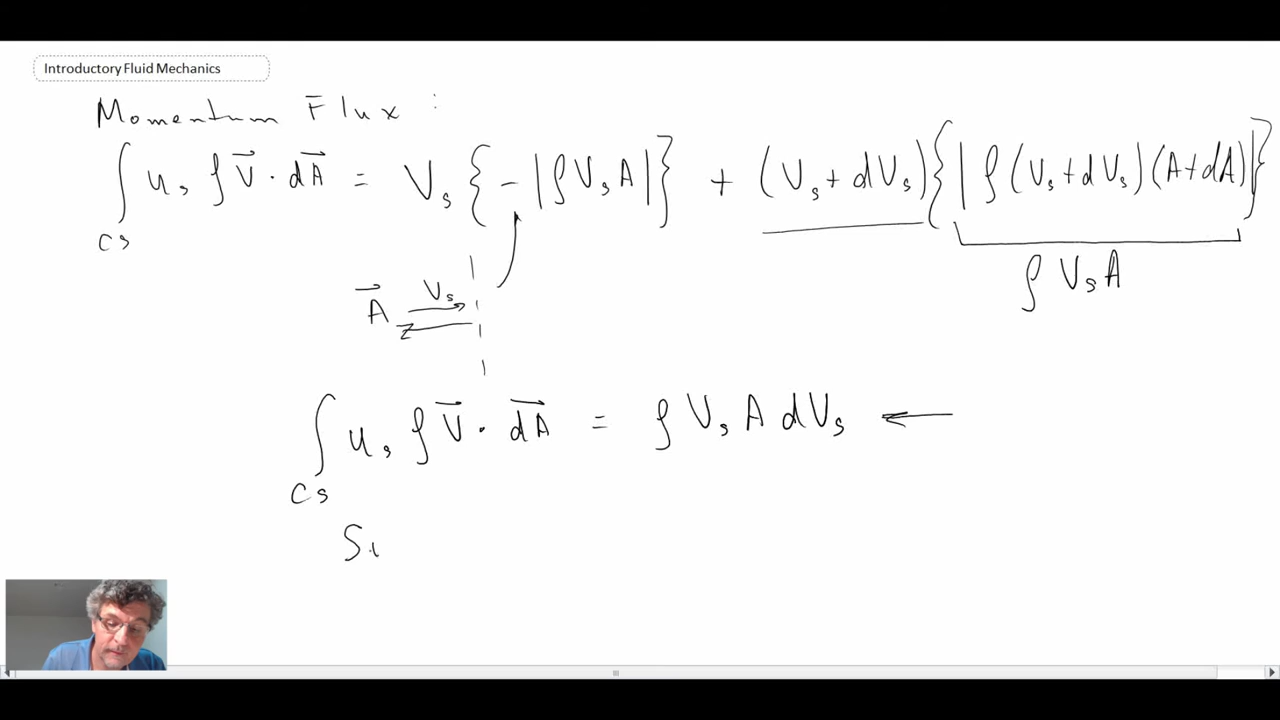 Introductory Fluid Mechanics
Momentum Flux :
∫ u_s ρ V⃗ · dA⃗ = V_s { - |ρ V_s A| } + (V_s + dV_s) { |ρ (V_s + dV_s) (A + dA)| }
CS
ρ V_s A
A⃗ V_s
∫ u_s ρ V⃗ · dA⃗ = ρ V_s A dV_s ←
CS